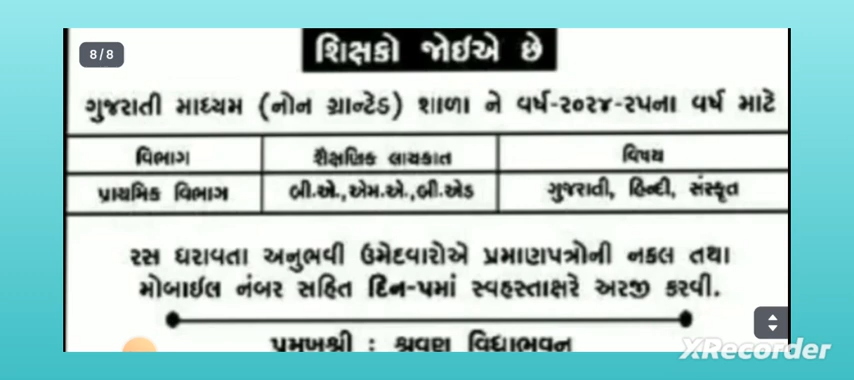 8/8
શિક્ષકો જોઈએ છે
ગુજરાતી માધ્યમ (નોન ગ્રાન્ટેડ) શાળા ને વર્ષ-૨૦૨૪-૨૫ના વર્ષ માટે
વિભાગ શૈક્ષણિક લાયકાત વિષય
પ્રાથમિક વિભાગ બી.એ.,એમ.એ.,બી.એડ ગુજરાતી, હિન્દી, સંસ્કૃત
રસ ધરાવતા અનુભવી ઉમેદવારોએ પ્રમાણપત્રોની નકલ તથા
મોબાઈલ નંબર સહિત દિન-૫માં સ્વહસ્તાક્ષરે અરજી કરવી.
પ્રમુખશ્રી : શ્રવણ વિદ્યાભવન
XRecorder